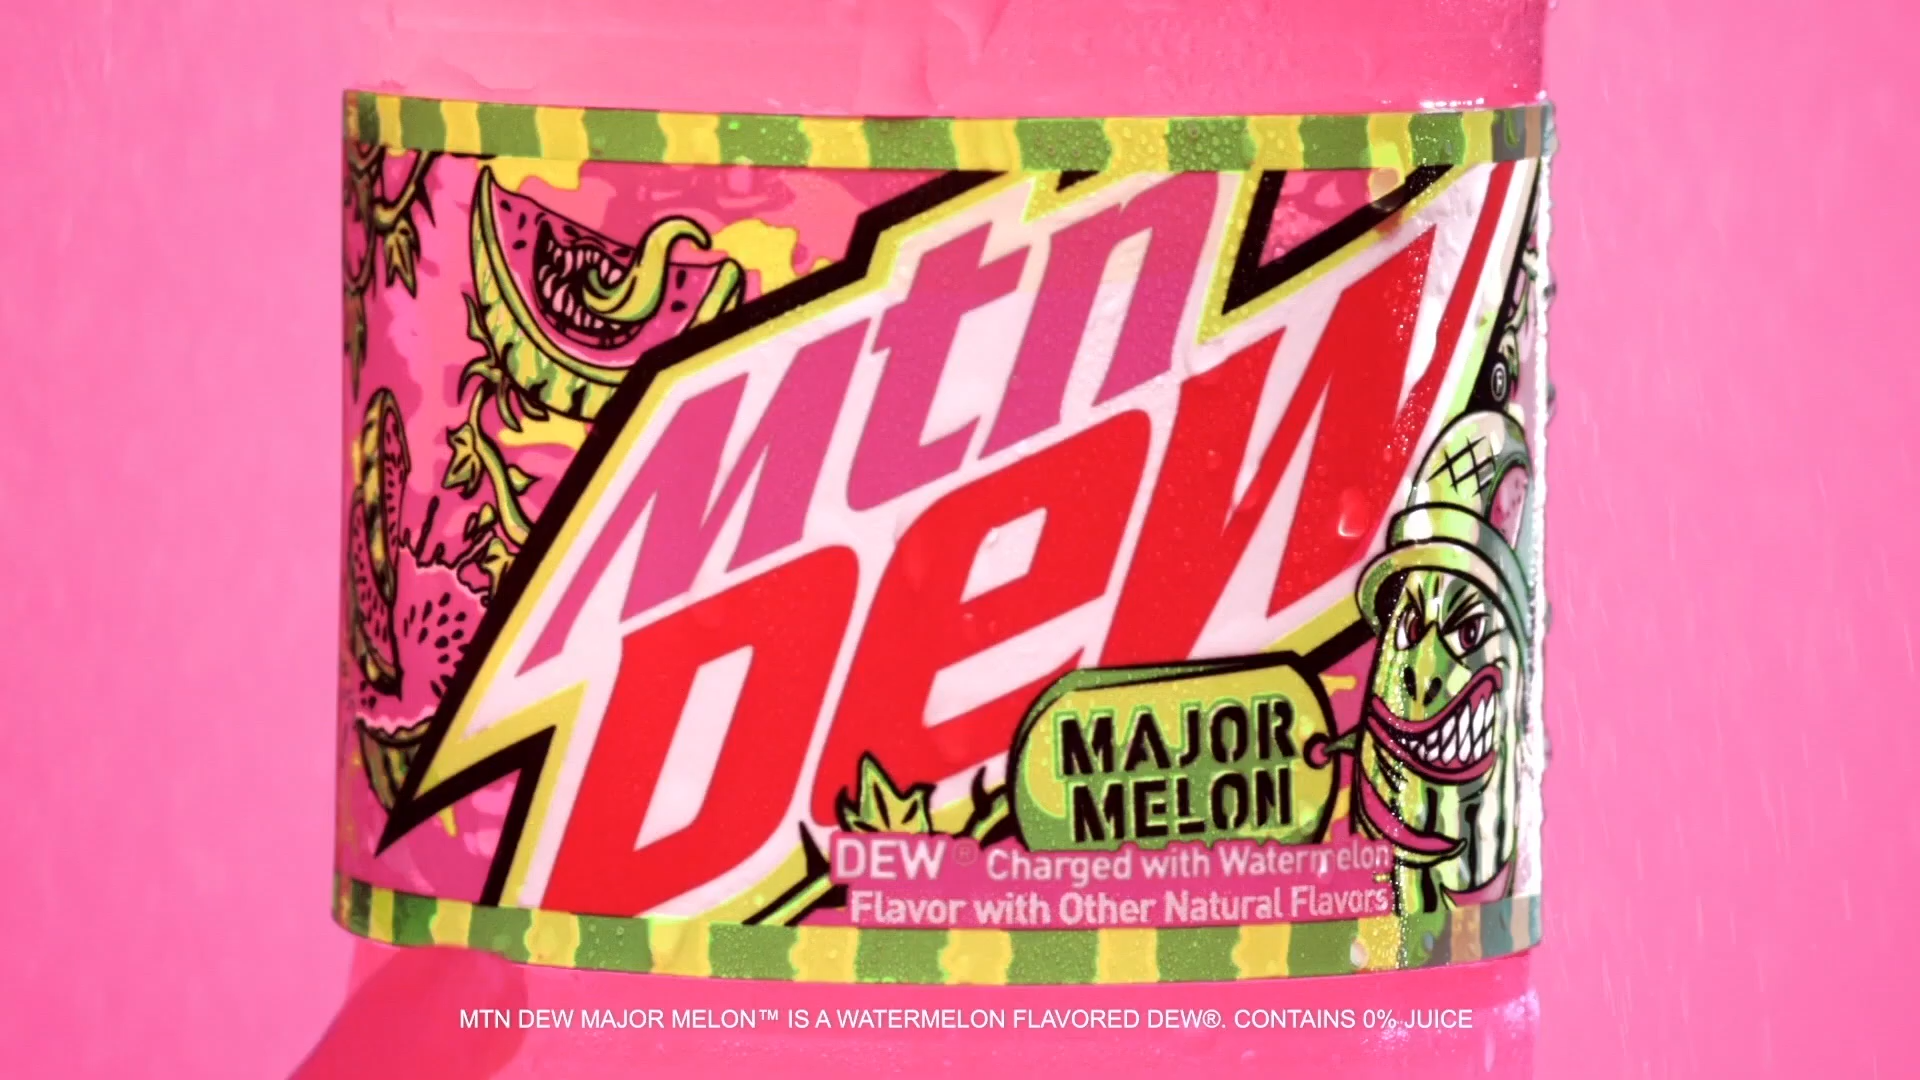 Mtn
DEW
®
MAJOR
MELON
DEW® Charged with Watermelon
Flavor with Other Natural Flavors
MTN DEW MAJOR MELON™ IS A WATERMELON FLAVORED DEW®. CONTAINS 0% JUICE